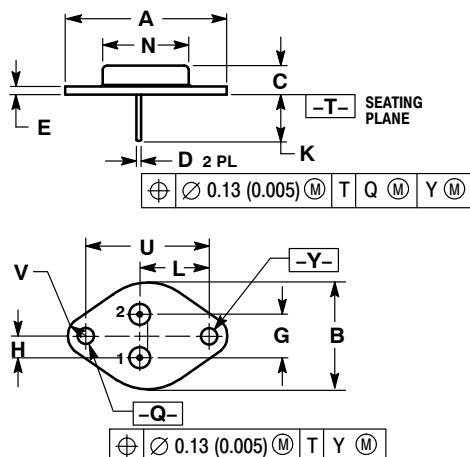 A
N
C
E
–T– SEATING PLANE
K
D 2 PL
⌖ ∅ 0.13 (0.005) Ⓜ T Q Ⓜ Y Ⓜ
U
V
L
–Y–
2
H
G
B
1
–Q–
⌖ ∅ 0.13 (0.005) Ⓜ T Y Ⓜ